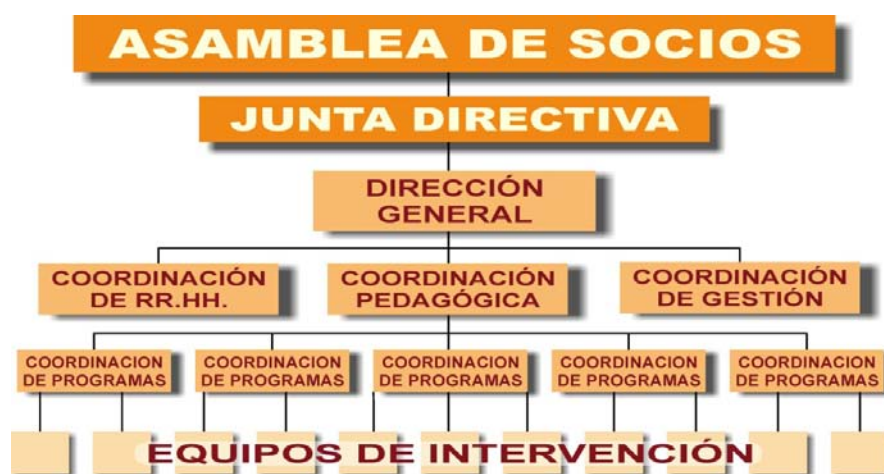 ASAMBLEA DE SOCIOS
JUNTA DIRECTIVA
DIRECCIÓN
GENERAL
COORDINACIÓN
DE RR.HH.
COORDINACIÓN
PEDAGÓGICA
COORDINACIÓN
DE GESTIÓN
COORDINACION
DE PROGRAMAS
COORDINACION
DE PROGRAMAS
COORDINACION
DE PROGRAMAS
COORDINACION
DE PROGRAMAS
COORDINACION
DE PROGRAMAS
EQUIPOS DE INTERVENCIÓN